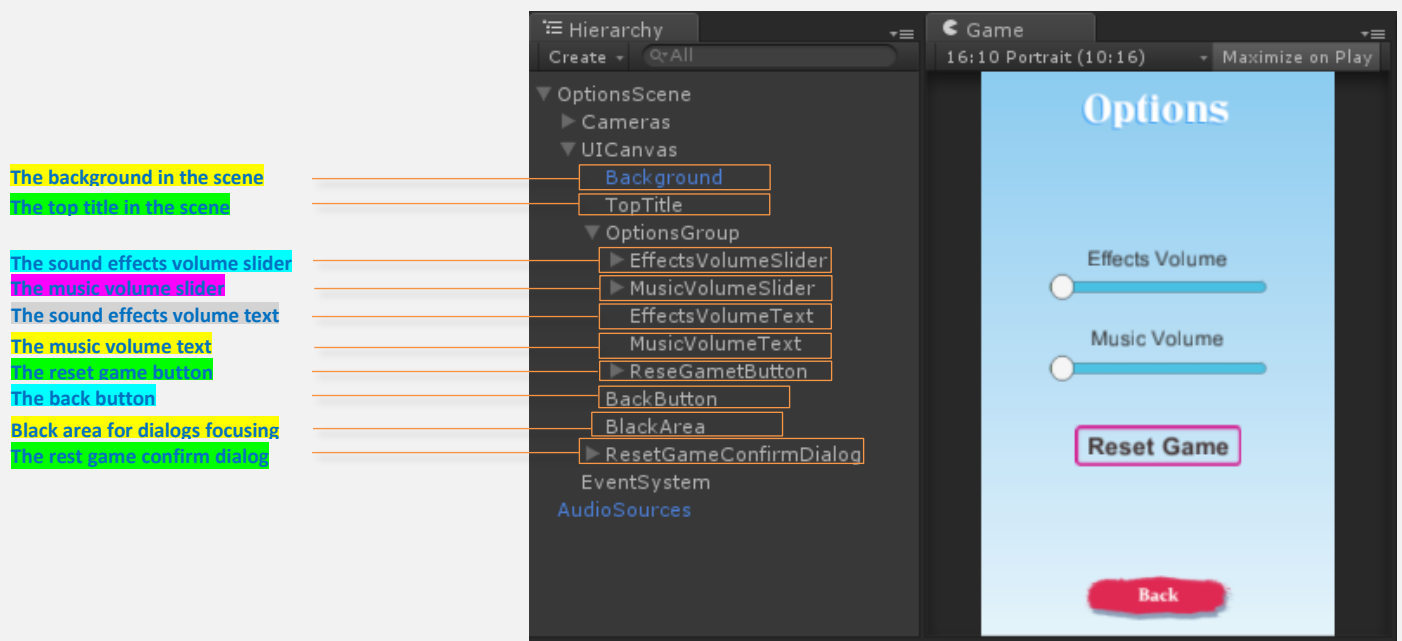 Hierarchy
Create
All
OptionsScene
Cameras
UICanvas
Background
TopTitle
OptionsGroup
EffectsVolumeSlider
MusicVolumeSlider
EffectsVolumeText
MusicVolumeText
ReseGametButton
BackButton
BlackArea
ResetGameConfirmDialog
EventSystem
AudioSources
The background in the scene
The top title in the scene
The sound effects volume slider
The music volume slider
The sound effects volume text
The music volume text
The reset game button
The back button
Black area for dialogs focusing
The rest game confirm dialog
Game
16:10 Portrait (10:16)
Maximize on Play
Options
Effects Volume
Music Volume
Reset Game
Back